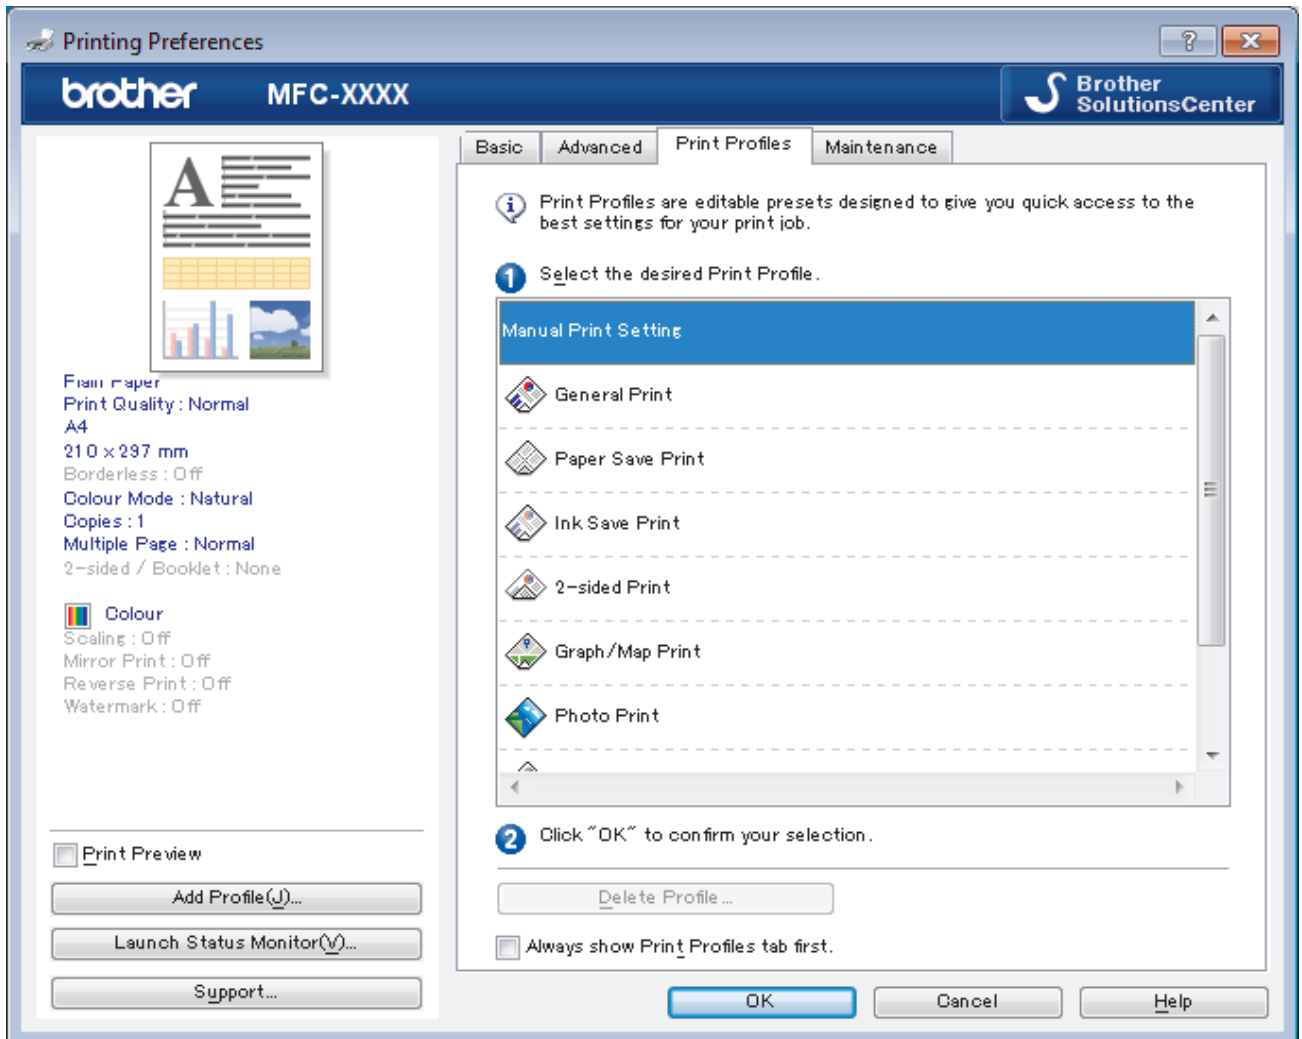 Printing Preferences
brother MFC-XXXX
Brother
SolutionsCenter
A
Plain Paper
Print Quality : Normal
A4
210 x 297 mm
Borderless : Off
Colour Mode : Natural
Copies : 1
Multiple Page : Normal
2-sided / Booklet : None
Colour
Scaling : Off
Mirror Print : Off
Reverse Print : Off
Watermark : Off
Print Preview
Add Profile(J)...
Launch Status Monitor(V)...
Support...
Basic Advanced Print Profiles Maintenance
Print Profiles are editable presets designed to give you quick access to the
best settings for your print job.
1 Select the desired Print Profile.
Manual Print Setting
General Print
Paper Save Print
Ink Save Print
2-sided Print
Graph/Map Print
Photo Print
2 Click "OK" to confirm your selection.
Delete Profile...
Always show Print Profiles tab first.
OK Cancel Help